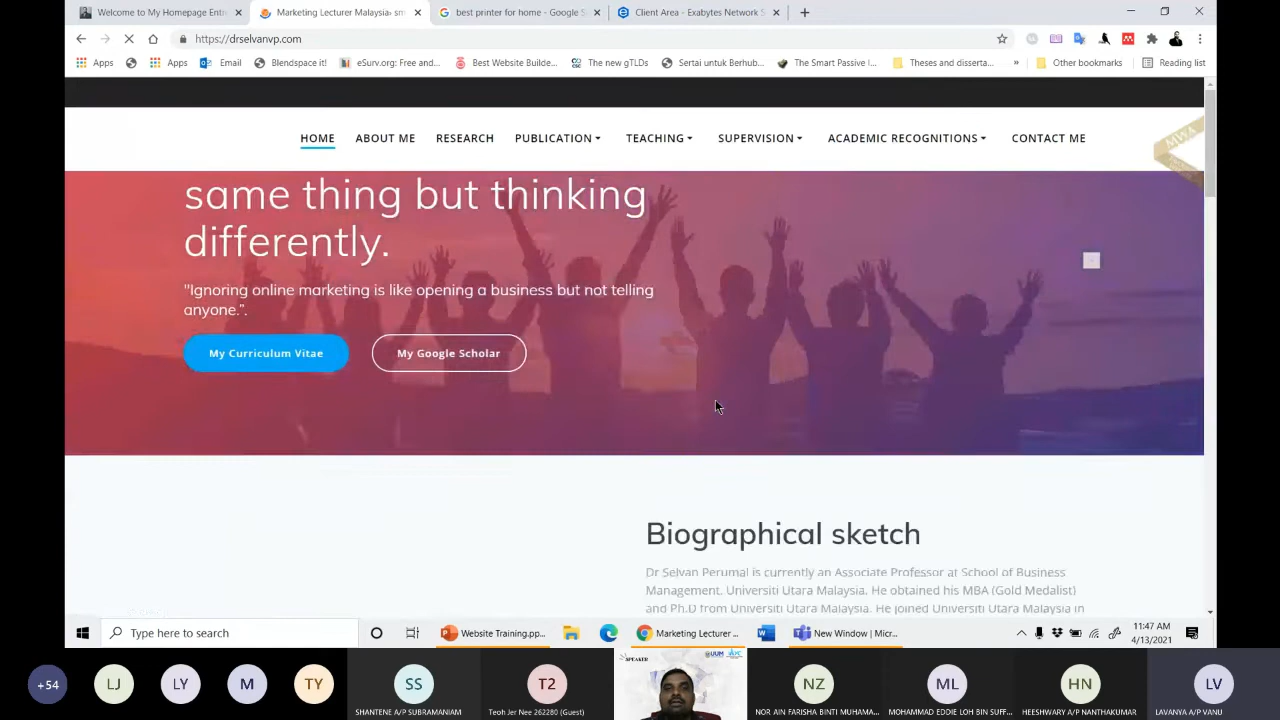 Welcome to My Homepage Entr
Marketing Lecturer Malaysia- sm
best printer for home - Google S
Client Area - Exabytes Network S
https://drselvanvp.com
Apps
Apps
Email
Blendspace it!
eSurv.org: Free and...
Best Website Builde...
The new gTLDs
Sertai untuk Berhub...
The Smart Passive I...
Theses and disserta...
»
Other bookmarks
Reading list
HOME
ABOUT ME
RESEARCH
PUBLICATION
TEACHING
SUPERVISION
ACADEMIC RECOGNITIONS
CONTACT ME
same thing but thinking
differently.
"Ignoring online marketing is like opening a business but not telling
anyone.".
My Curriculum Vitae
My Google Scholar
Biographical sketch
Dr Selvan Perumal is currently an Associate Professor at School of Business
Management, Universiti Utara Malaysia. He obtained his MBA (Gold Medalist)
and Ph.D from Universiti Utara Malaysia. He joined Universiti Utara Malaysia in
Type here to search
Website Training.pp...
Marketing Lecturer ...
New Window | Micr...
11:47 AM
4/13/2021
+54
LJ
LY
M
TY
SS
SHANTENE A/P SUBRAMANIAM
T2
Teoh Jer Nee 262280 (Guest)
SPEAKER
UUM
NZ
NOR AIN FARISHA BINTI MUHAMA...
ML
MOHAMMAD EDDIE LOH BIN SUFF...
HN
HEESHWARY A/P NANTHAKUMAR
LV
LAVANYA A/P VANU